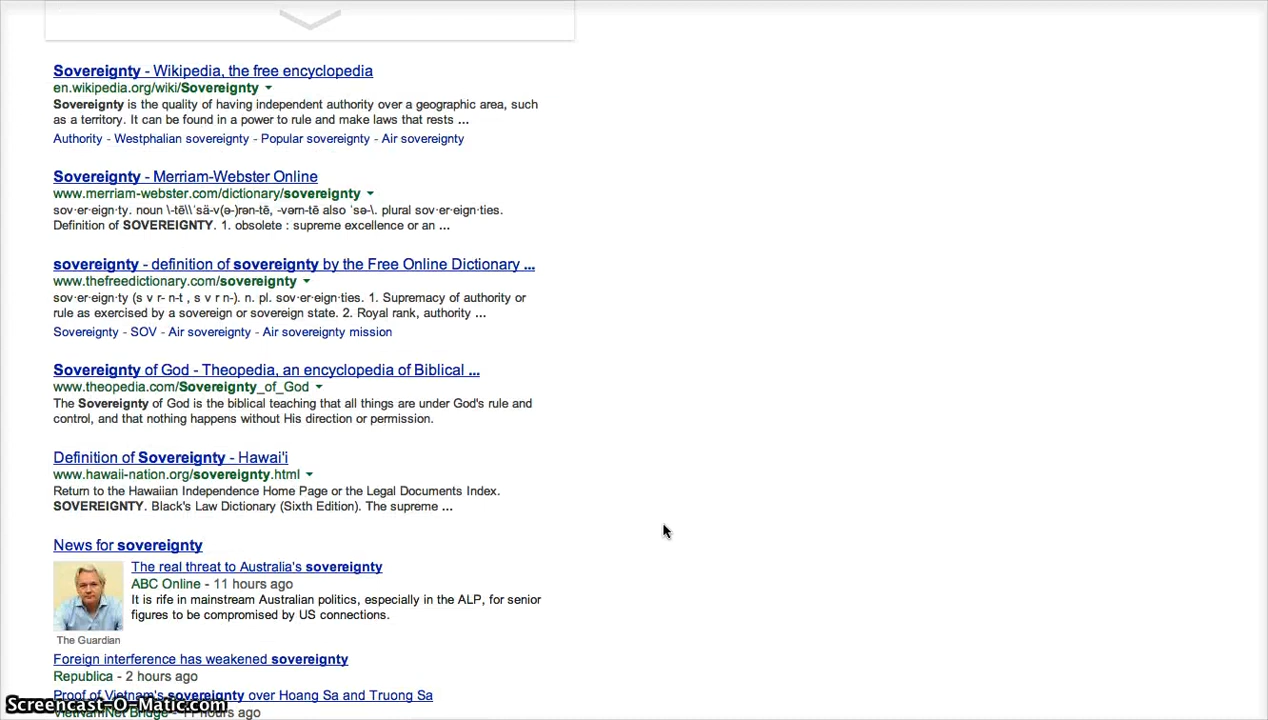 Sovereignty - Wikipedia, the free encyclopedia
en.wikipedia.org/wiki/Sovereignty
Sovereignty is the quality of having independent authority over a geographic area, such
as a territory. It can be found in a power to rule and make laws that rests ...
Authority - Westphalian sovereignty - Popular sovereignty - Air sovereignty
Sovereignty - Merriam-Webster Online
www.merriam-webster.com/dictionary/sovereignty
sov·er·eign·ty. noun \-tē\\ˈsä-v(ə-)rən-tē, -vərn-tē also ˈsə-\. plural sov·er·eign·ties.
Definition of SOVEREIGNTY. 1. obsolete : supreme excellence or an ...
sovereignty - definition of sovereignty by the Free Online Dictionary ...
www.thefreedictionary.com/sovereignty
sov·er·eign·ty (s v r- n-t , s v r n-). n. pl. sov·er·eign·ties. 1. Supremacy of authority or
rule as exercised by a sovereign or sovereign state. 2. Royal rank, authority ...
Sovereignty - SOV - Air sovereignty - Air sovereignty mission
Sovereignty of God - Theopedia, an encyclopedia of Biblical ...
www.theopedia.com/Sovereignty_of_God
The Sovereignty of God is the biblical teaching that all things are under God's rule and
control, and that nothing happens without His direction or permission.
Definition of Sovereignty - Hawai'i
www.hawaii-nation.org/sovereignty.html
Return to the Hawaiian Independence Home Page or the Legal Documents Index.
SOVEREIGNTY. Black's Law Dictionary (Sixth Edition). The supreme ...
News for sovereignty
The real threat to Australia's sovereignty
ABC Online - 11 hours ago
It is rife in mainstream Australian politics, especially in the ALP, for senior
figures to be compromised by US connections.
The Guardian
Foreign interference has weakened sovereignty
Republica - 2 hours ago
Proof of Vietnam's sovereignty over Hoang Sa and Truong Sa
VietNamNet Bridge - 11 hours ago
Screencast-O-Matic.com